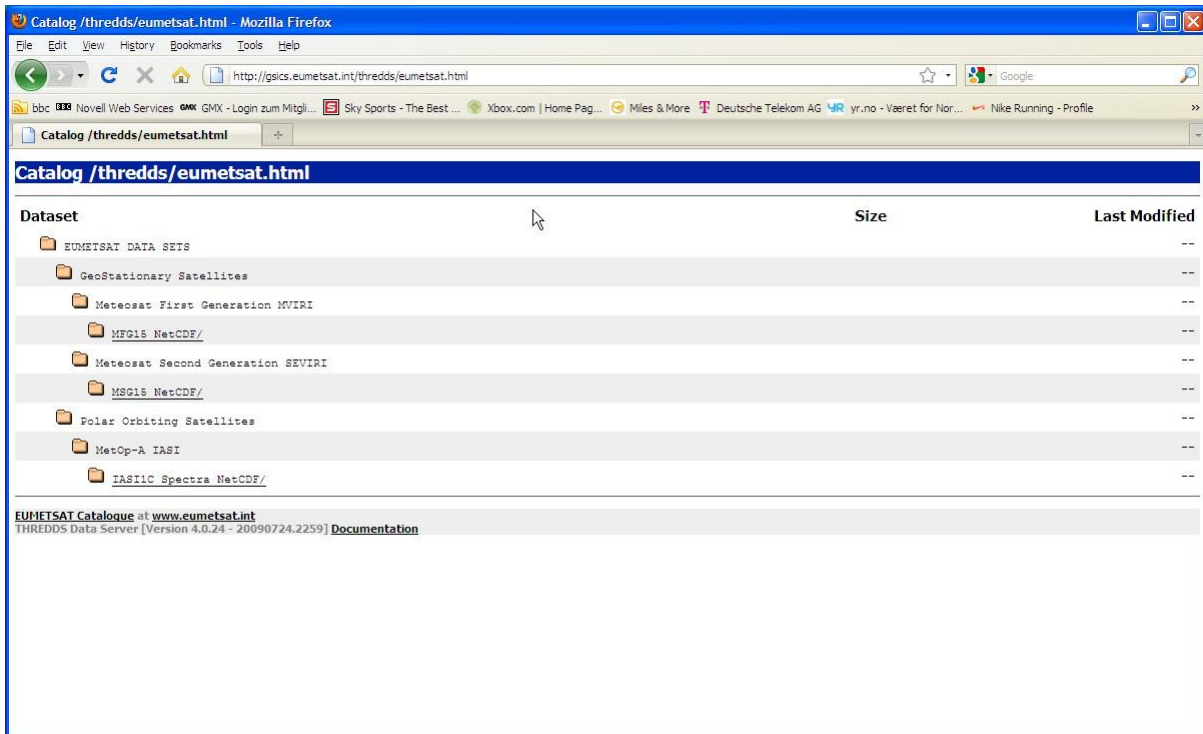 Catalog /thredds/eumetsat.html - Mozilla Firefox
File Edit View History Bookmarks Tools Help
http://gsics.eumetsat.int/thredds/eumetsat.html Google
bbc BBC Novell Web Services GMX GMX - Login zum Mitgli... Sky Sports - The Best ... Xbox.com | Home Pag... Miles & More T Deutsche Telekom AG YR yr.no - Været for Nor... Nike Running - Profile »
Catalog /thredds/eumetsat.html
Catalog /thredds/eumetsat.html
Dataset Size Last Modified
EUMETSAT DATA SETS --
GeoStationary Satellites --
Meteosat First Generation MVIRI --
MFG15 NetCDF/ --
Meteosat Second Generation SEVIRI --
MSG15 NetCDF/ --
Polar Orbiting Satellites --
MetOp-A IASI --
IASI1C Spectra NetCDF/ --
EUMETSAT Catalogue at www.eumetsat.int
THREDDS Data Server [Version 4.0.24 - 20090724.2259] Documentation